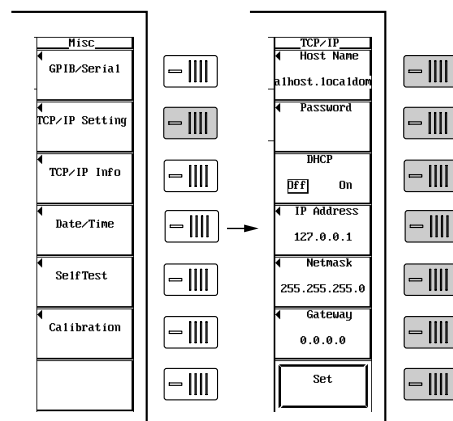 Misc
GPIB/Serial
TCP/IP Setting
TCP/IP Info
Date/Time
SelfTest
Calibration
TCP/IP
Host Name
alhost.localdom
Password
DHCP
Off On
IP Address
127.0.0.1
Netmask
255.255.255.0
Gateway
0.0.0.0
Set